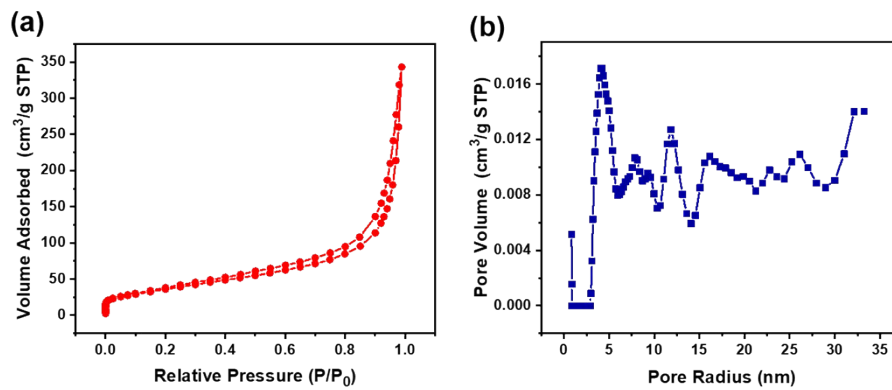 (a)
350
300
250
200
150
100
50
0
0.0 0.2 0.4 0.6 0.8 1.0
Volume Adsorbed (cm³/g STP)
Relative Pressure (P/P₀)
(b)
0.016
0.012
0.008
0.004
0.000
0 5 10 15 20 25 30 35
Pore Volume (cm³/g STP)
Pore Radius (nm)